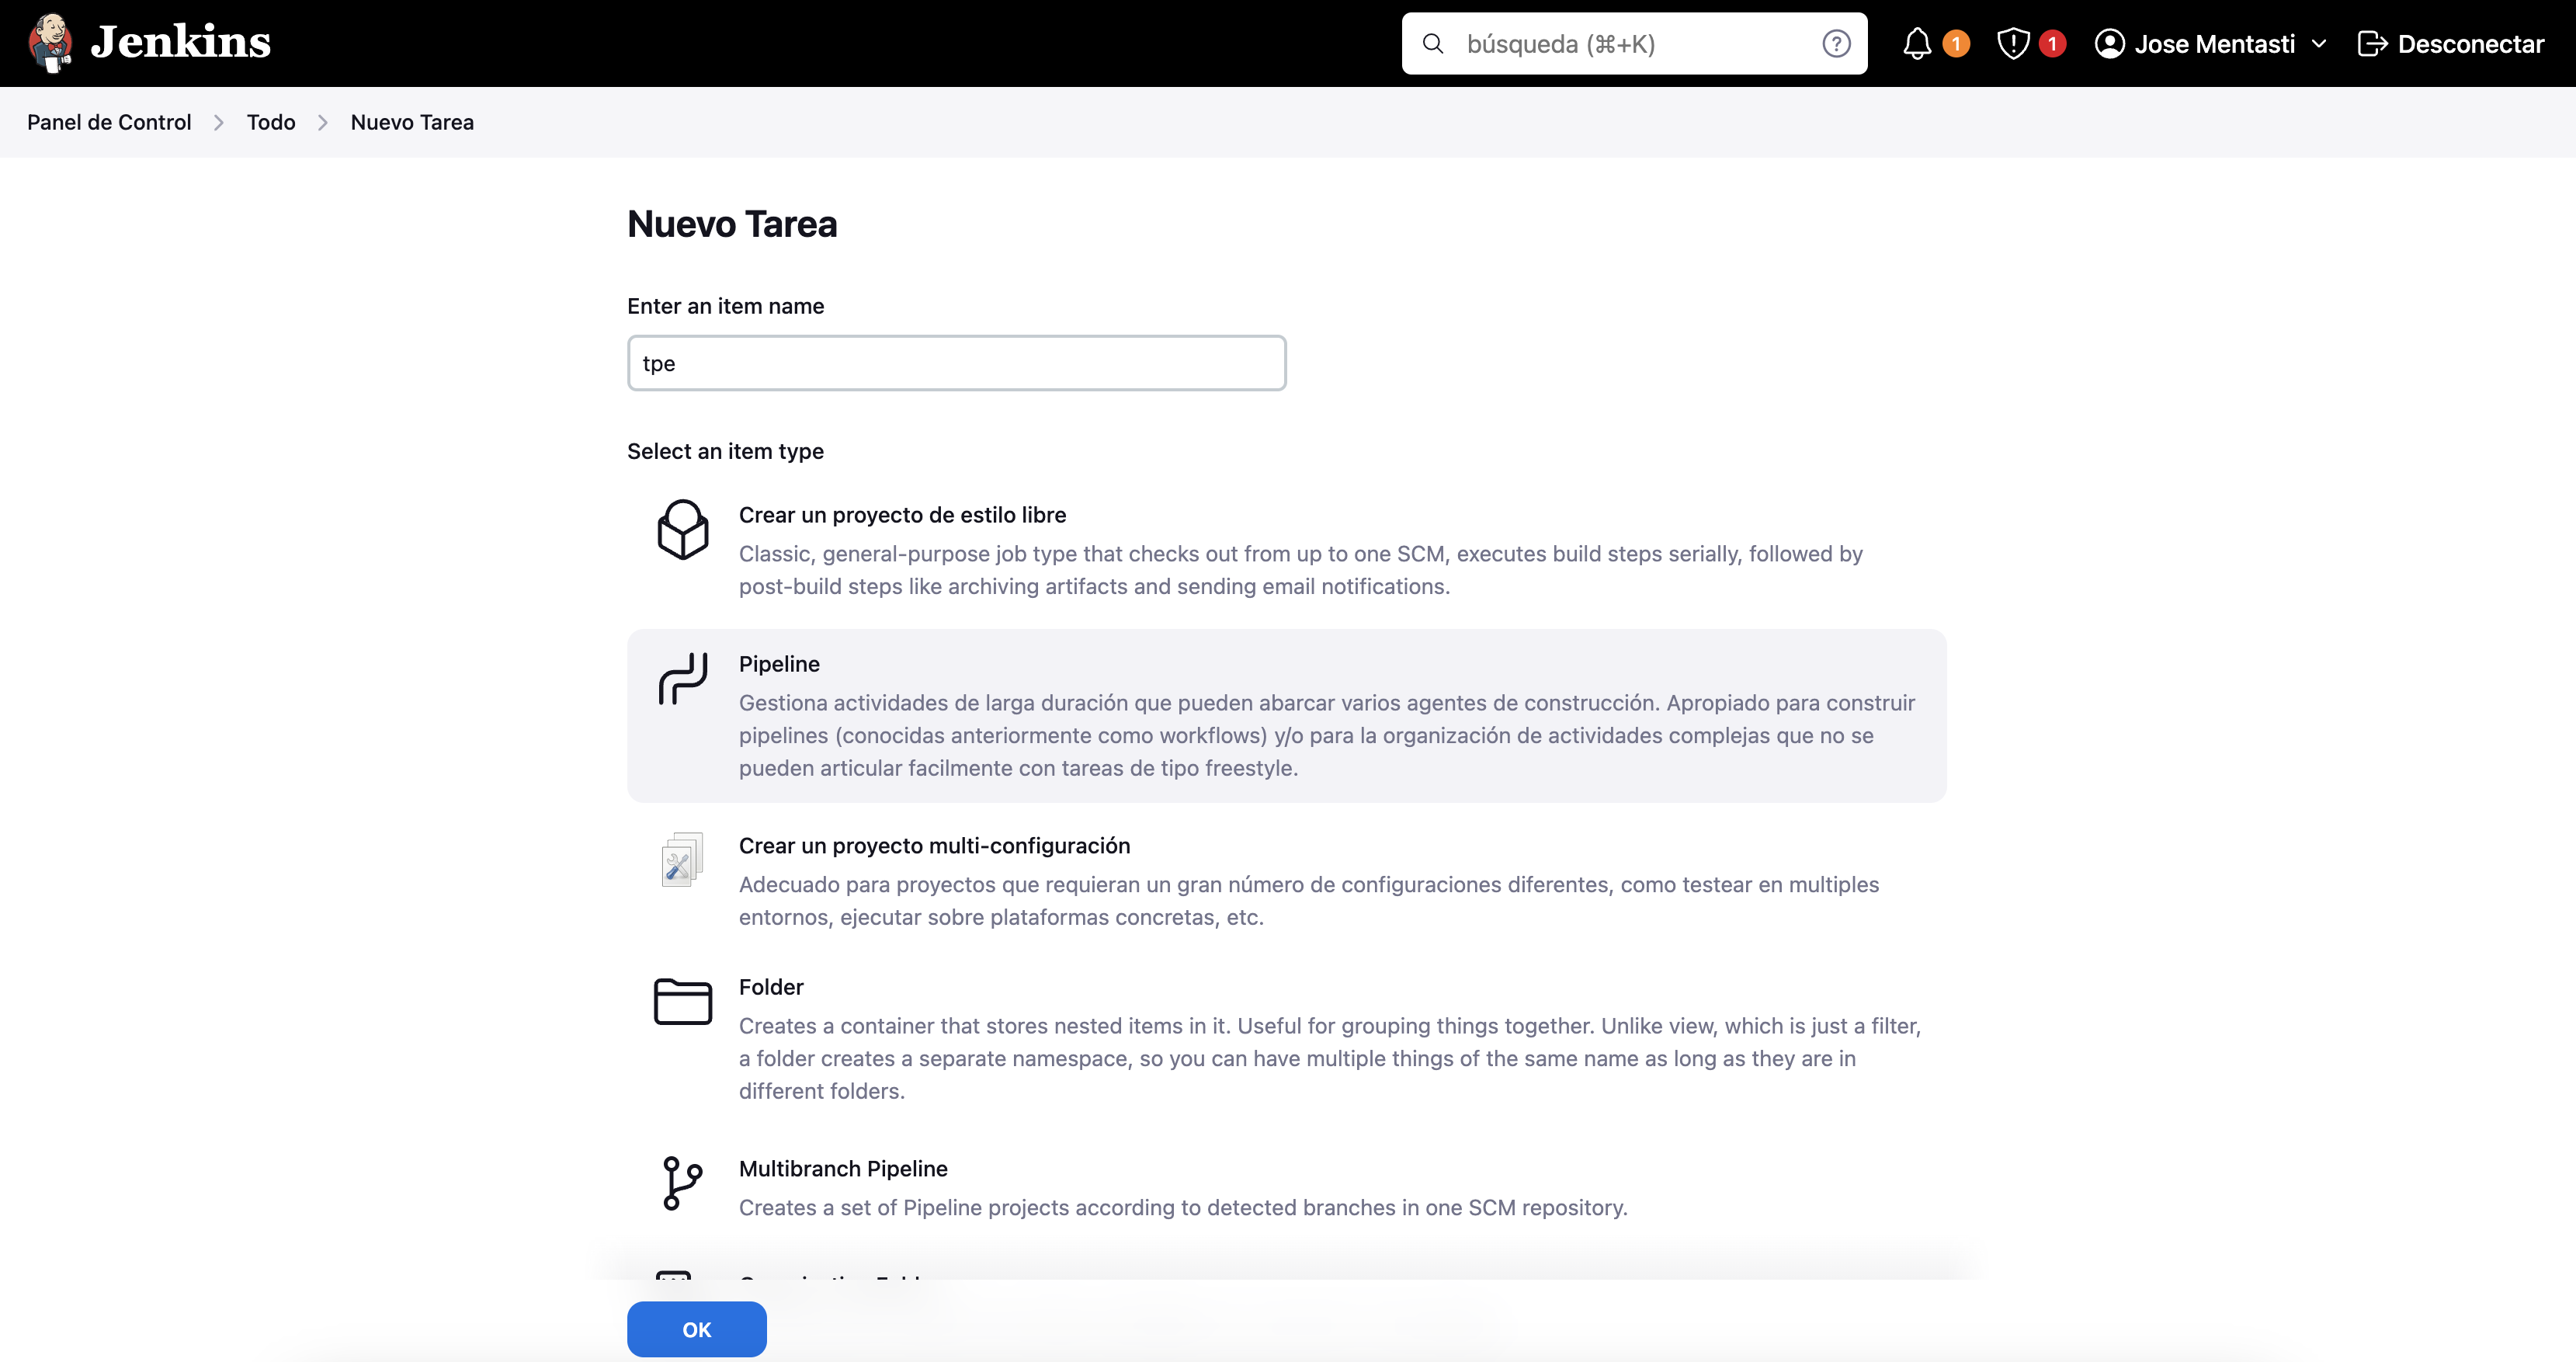 Jenkins
búsqueda (⌘+K)
?
1
1
Jose Mentasti
Desconectar
Panel de Control
Todo
Nuevo Tarea
Nuevo Tarea
Enter an item name
tpe
Select an item type
Crear un proyecto de estilo libre
Classic, general-purpose job type that checks out from up to one SCM, executes build steps serially, followed by
post-build steps like archiving artifacts and sending email notifications.
Pipeline
Gestiona actividades de larga duración que pueden abarcar varios agentes de construcción. Apropiado para construir
pipelines (conocidas anteriormente como workflows) y/o para la organización de actividades complejas que no se
pueden articular facilmente con tareas de tipo freestyle.
Crear un proyecto multi-configuración
Adecuado para proyectos que requieran un gran número de configuraciones diferentes, como testear en multiples
entornos, ejecutar sobre plataformas concretas, etc.
Folder
Creates a container that stores nested items in it. Useful for grouping things together. Unlike view, which is just a filter,
a folder creates a separate namespace, so you can have multiple things of the same name as long as they are in
different folders.
Multibranch Pipeline
Creates a set of Pipeline projects according to detected branches in one SCM repository.
OK